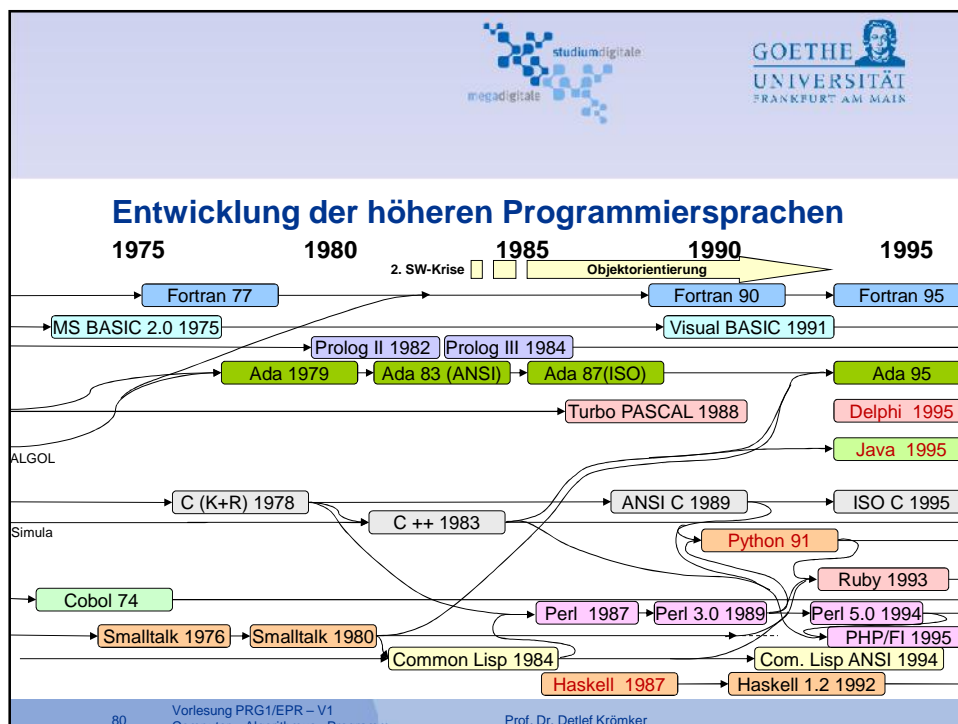 studiumdigitale
megadigitale
GOETHE
UNIVERSITÄT
FRANKFURT AM MAIN
Entwicklung der höheren Programmiersprachen
1975 1980 1985 1990 1995
2. SW-Krise Objektorientierung
Fortran 77 Fortran 90 Fortran 95
MS BASIC 2.0 1975 Visual BASIC 1991
Prolog II 1982 Prolog III 1984
Ada 1979 Ada 83 (ANSI) Ada 87(ISO) Ada 95
Turbo PASCAL 1988 Delphi 1995
ALGOL
Java 1995
C (K+R) 1978 ANSI C 1989 ISO C 1995
C ++ 1983
Simula
Python 91
Ruby 1993
Cobol 74
Perl 1987 Perl 3.0 1989 Perl 5.0 1994
Smalltalk 1976 Smalltalk 1980 PHP/FI 1995
Common Lisp 1984 Com. Lisp ANSI 1994
Haskell 1987 Haskell 1.2 1992
Vorlesung PRG1/EPR – V1
80 Prof. Dr. Detlef Krömker